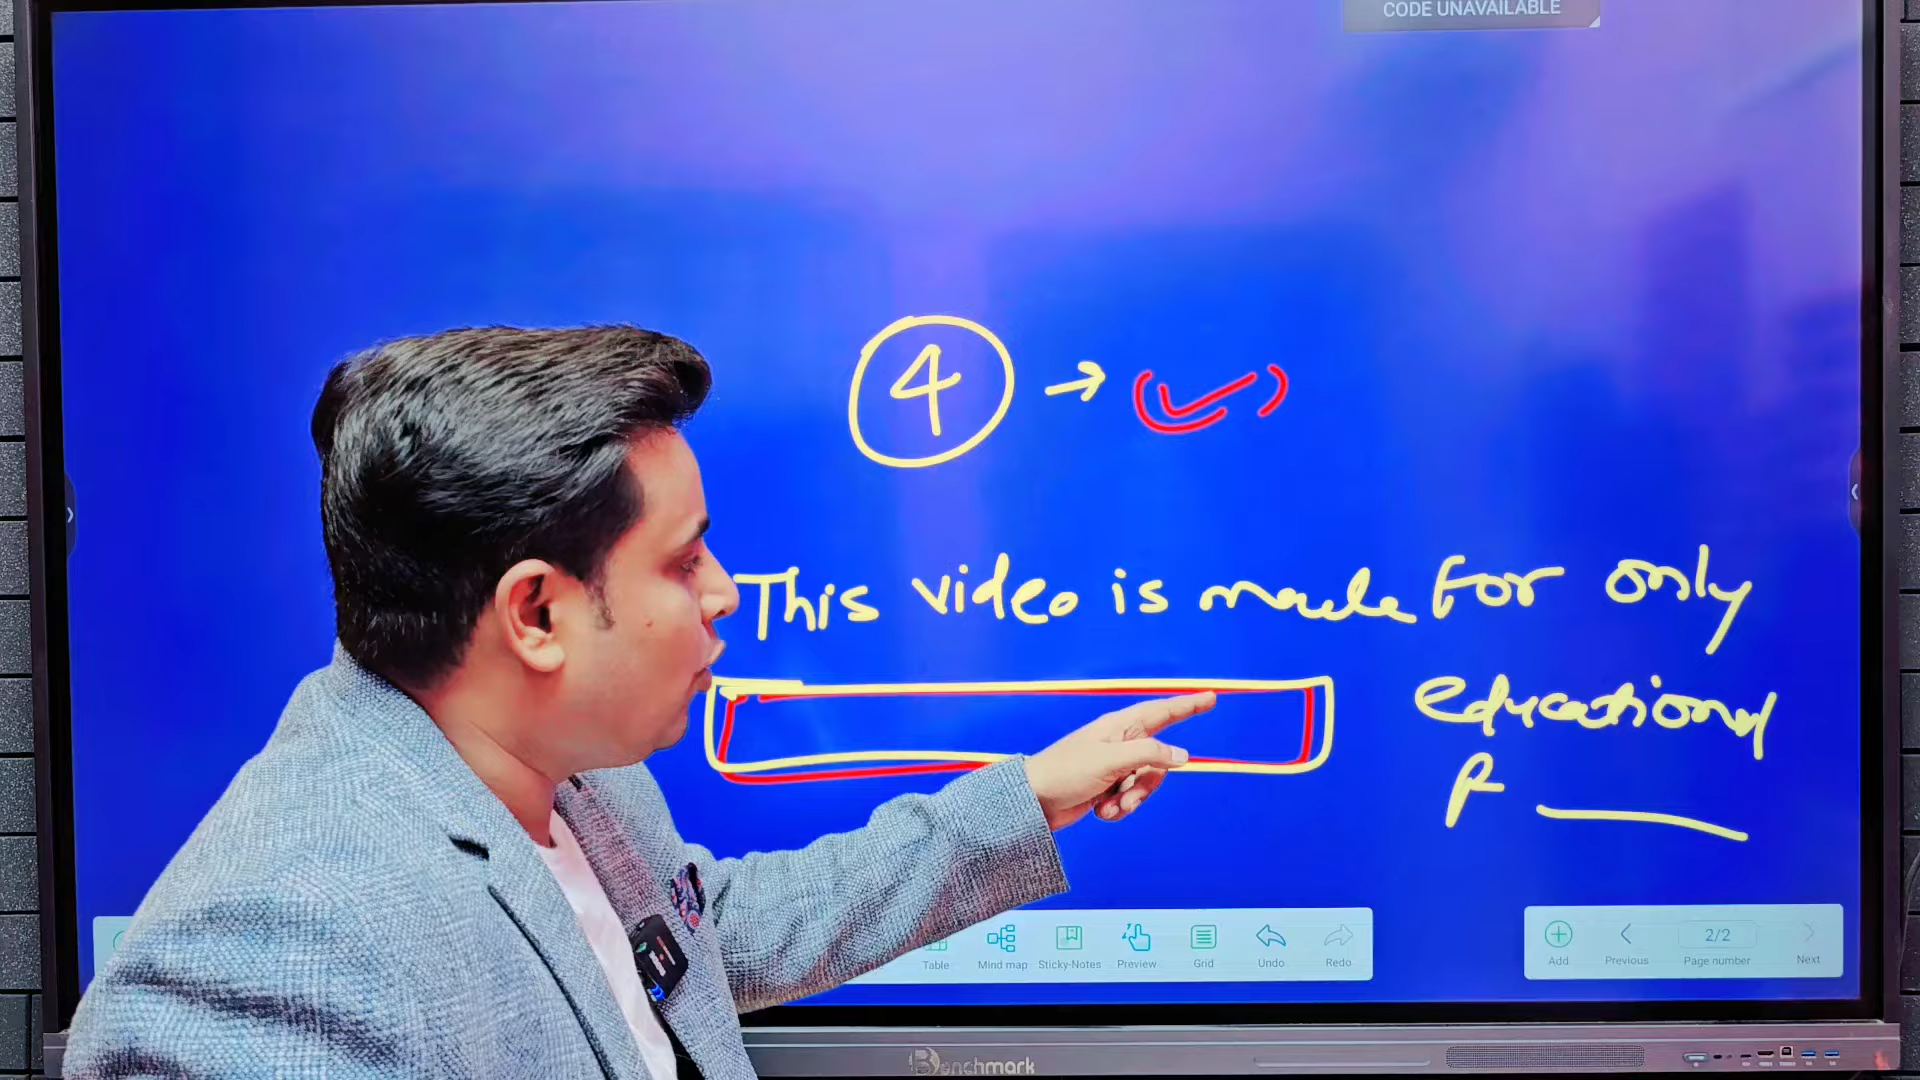 CODE UNAVAILABLE
4 →
This video is made for only
educational
P
Table Mind map Sticky-Notes Preview Grid Undo Redo
Add Previous 2/2 Page number Next
Benchmark